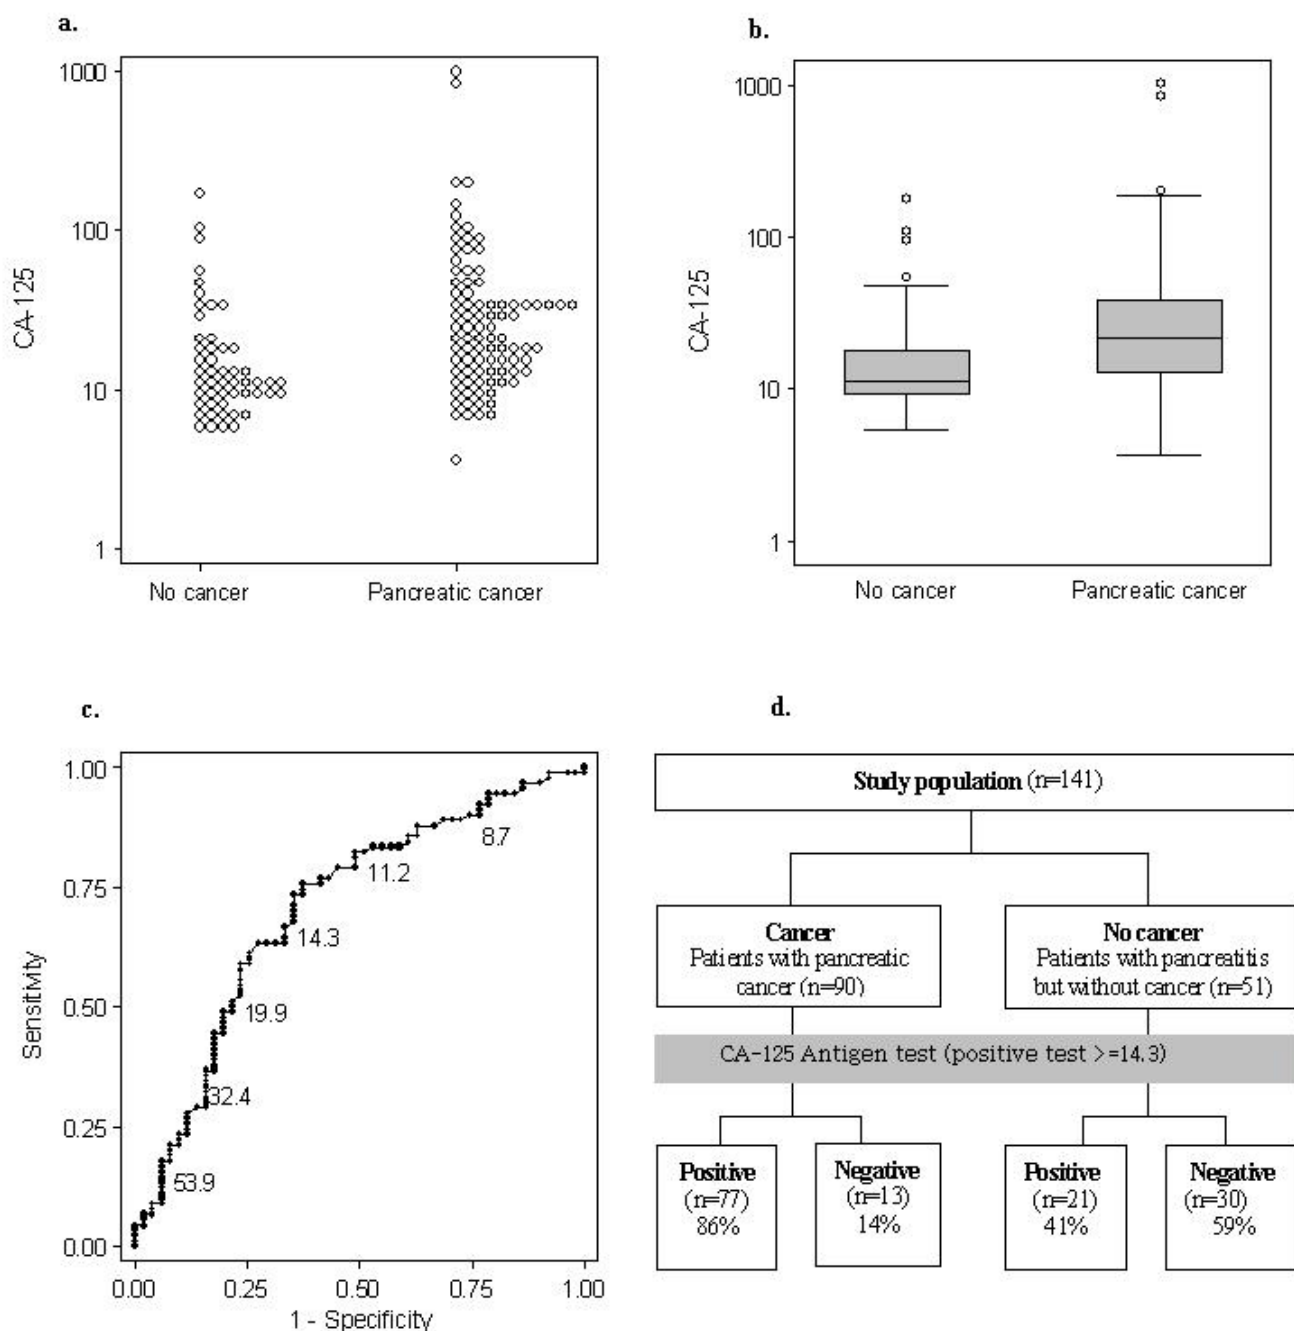 a.
1000
100
10
1
CA-125
No cancer
Pancreatic cancer
b.
1000
100
10
1
CA-125
No cancer
Pancreatic cancer
c.
1.00
0.75
0.50
0.25
0.00
Sensitivity
8.7
11.2
14.3
19.9
32.4
53.9
0.00
0.25
0.50
0.75
1.00
1 - Specificity
d.
Study population (n=141)
Cancer
Patients with pancreatic
cancer (n=90)
No cancer
Patients with pancreatitis
but without cancer (n=51)
CA-125 Antigen test (positive test >=14.3)
Positive
(n=77)
86%
Negative
(n=13)
14%
Positive
(n=21)
41%
Negative
(n=30)
59%